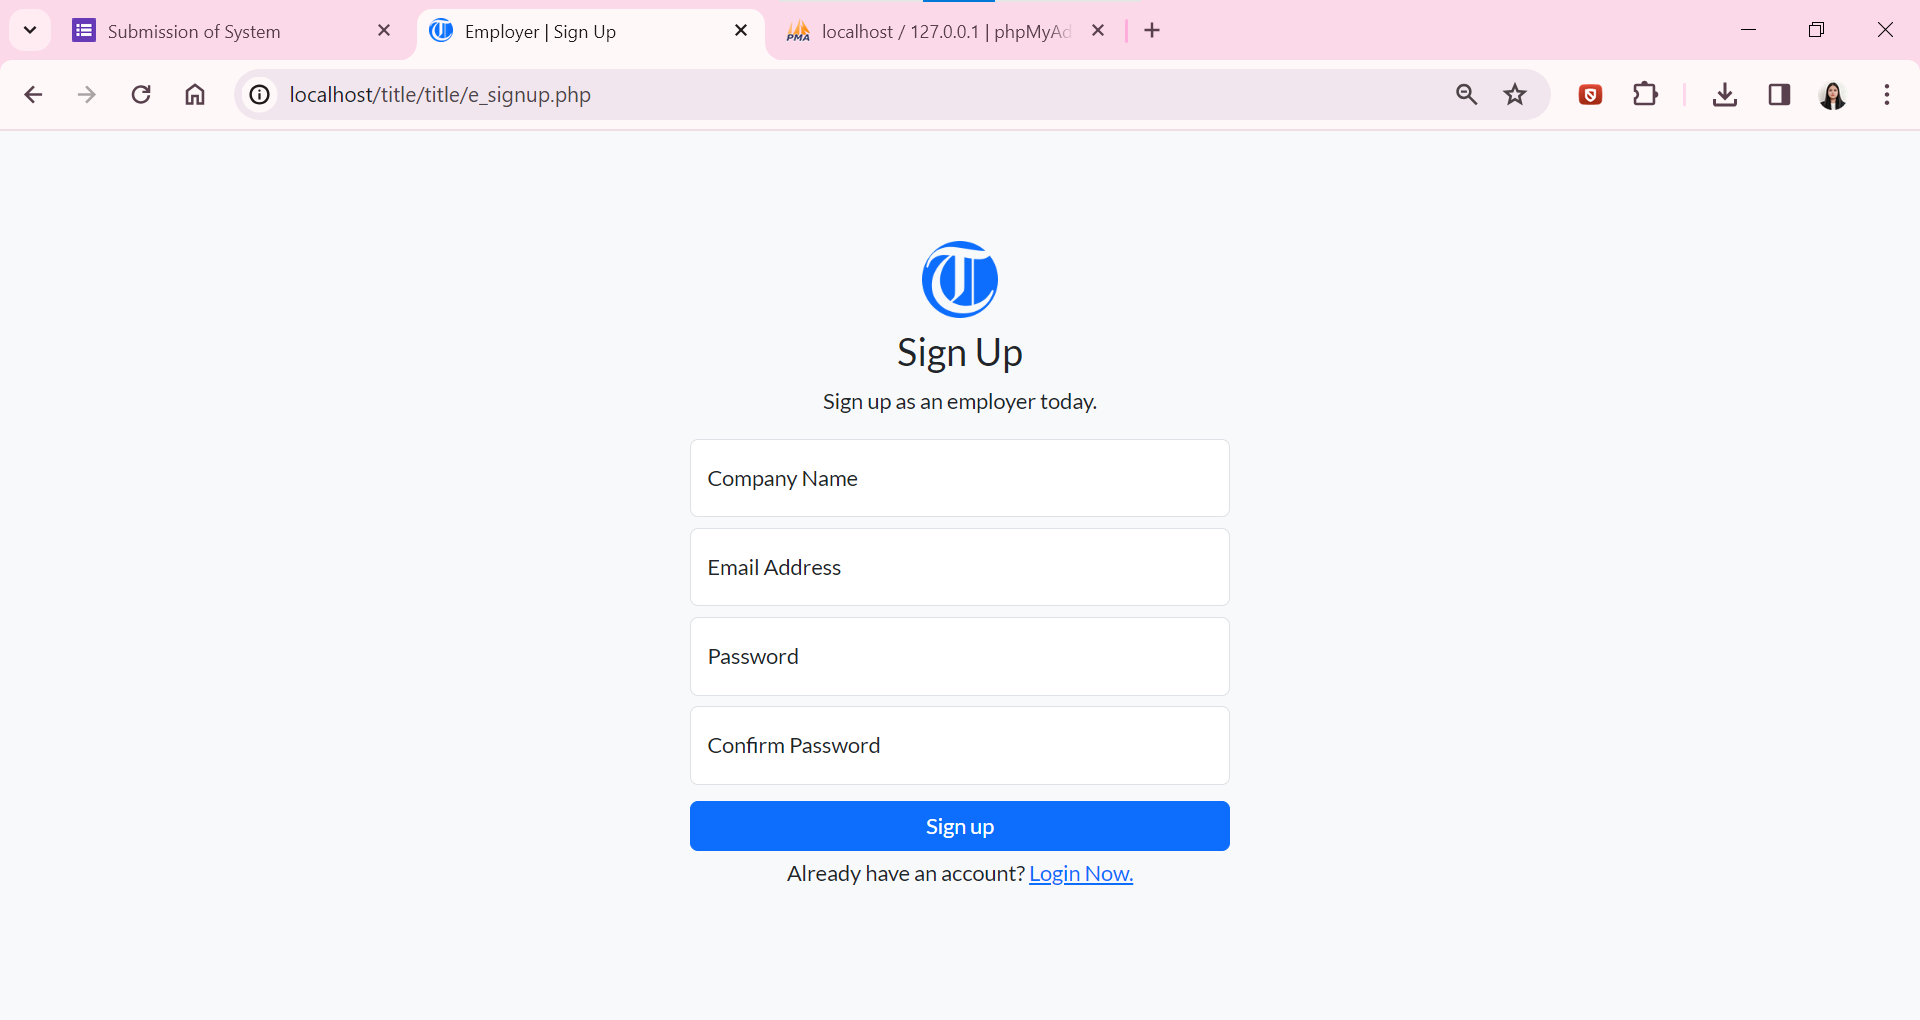 Submission of System
Employer | Sign Up
localhost / 127.0.0.1 | phpMyAd
localhost/title/title/e_signup.php
Sign Up
Sign up as an employer today.
Company Name
Email Address
Password
Confirm Password
Sign up
Already have an account? Login Now.